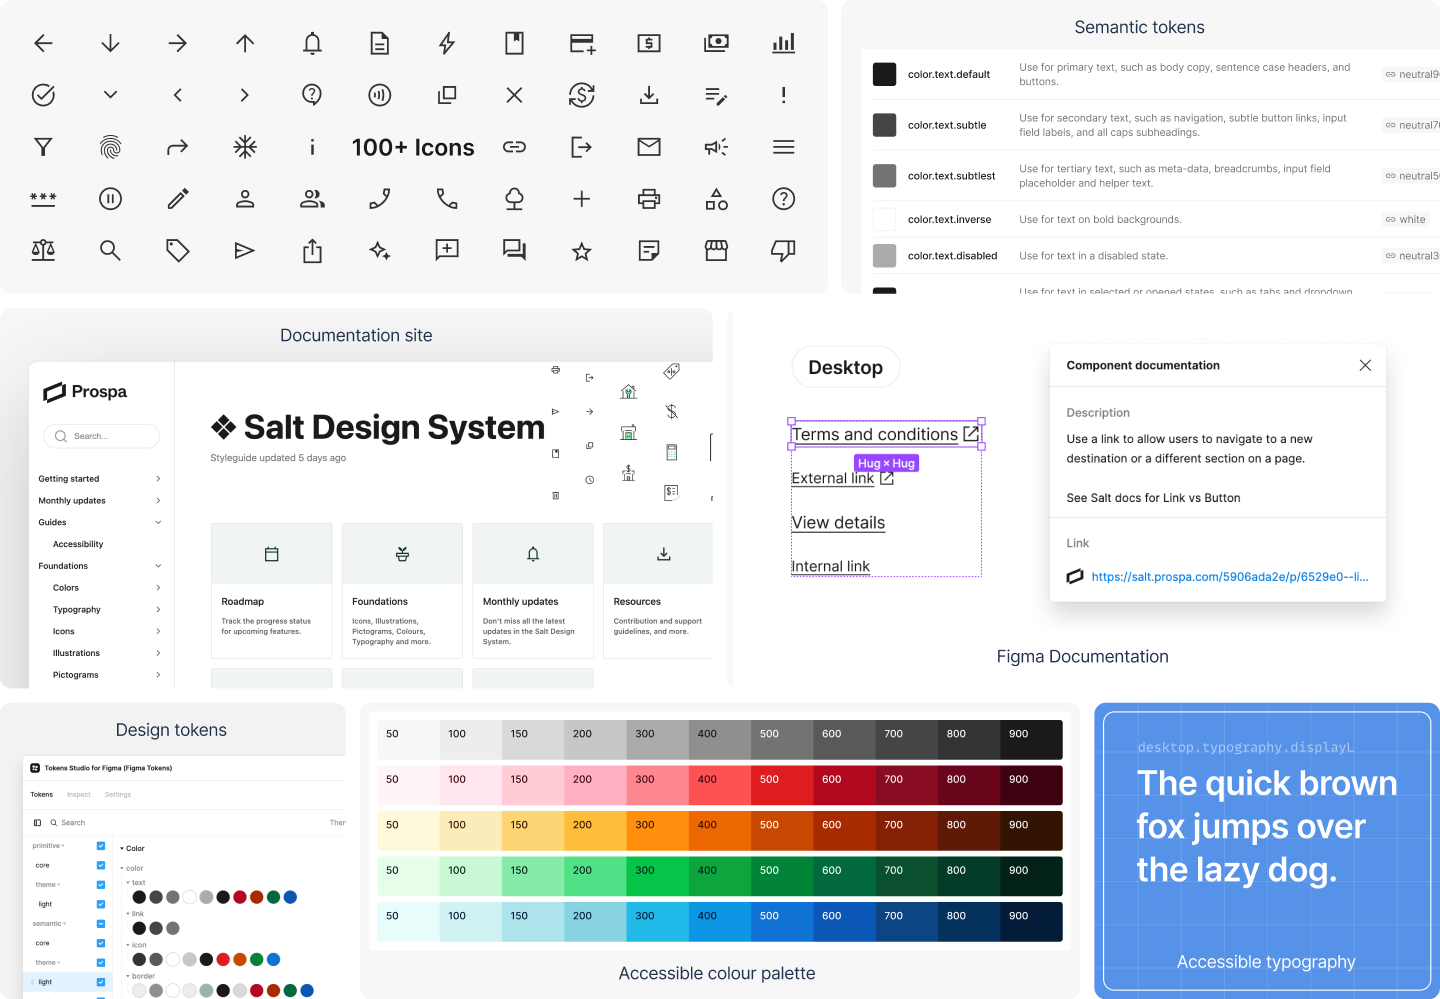 100+ Icons
Semantic tokens
color.text.default
Use for primary text, such as body copy, sentence case headers, and
buttons.
color.text.subtle
Use for secondary text, such as navigation, subtle button links, input
field labels, and all caps subheadings.
color.text.subtlest
Use for tertiary text, such as meta-data, breadcrumbs, input field
placeholder and helper text.
color.text.inverse
Use for text on bold backgrounds.
white
color.text.disabled
Use for text in a disabled state.
Use for text in selected or opened states, such as tabs and dropdown
Documentation site
Prospa
Search...
Getting started
Monthly updates
Guides
Accessibility
Foundations
Colors
Typography
Icons
Illustrations
Pictograms
❖ Salt Design System
Styleguide updated 5 days ago
Roadmap
Track the progress status
for upcoming features.
Foundations
Icons, Illustrations,
Pictograms, Colours,
Typography and more.
Monthly updates
Don't miss all the latest
updates in the Salt Design
System.
Resources
Contribution and support
guidelines, and more.
Desktop
Terms and conditions
Hug × Hug
External link
View details
Internal link
Component documentation
Description
Use a link to allow users to navigate to a new
destination or a different section on a page.
See Salt docs for Link vs Button
Link
https://salt.prospa.com/5906ada2e/p/6529e0--li...
Figma Documentation
Design tokens
Tokens Studio for Figma (Figma Tokens)
Tokens Inspect Settings
Search
Ther
primitive
core
theme
light
semantic
core
theme
light
Color
color
text
link
icon
border
50 100 150 200 300 400 500 600 700 800 900
50 100 150 200 300 400 500 600 700 800 900
50 100 150 200 300 400 500 600 700 800 900
50 100 150 200 300 400 500 600 700 800 900
50 100 150 200 300 400 500 600 700 800 900
Accessible colour palette
desktop.typography.displayL
The quick brown
fox jumps over
the lazy dog.
Accessible typography